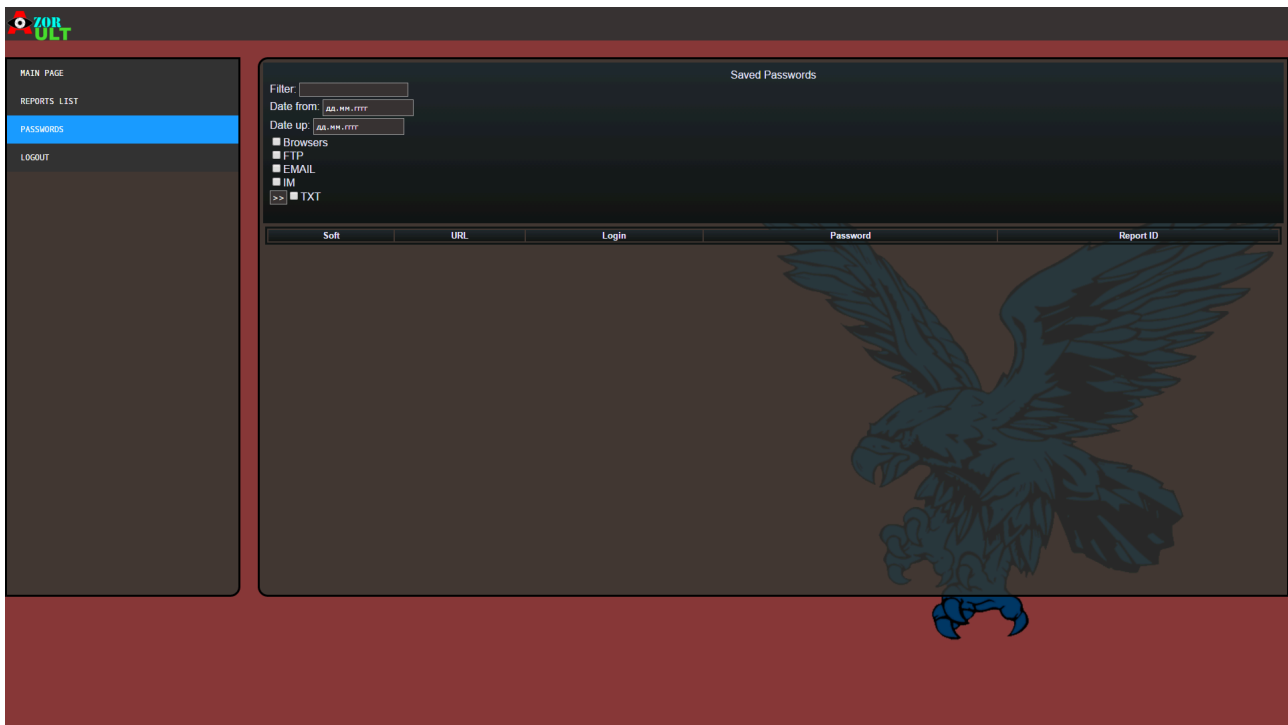 AZOR
ULT
MAIN PAGE
REPORTS LIST
PASSWORDS
LOGOUT
Saved Passwords
Filter:
Date from: дд.мм.гггг
Date up: дд.мм.гггг
Browsers
FTP
EMAIL
IM
>> TXT
Soft URL Login Password Report ID